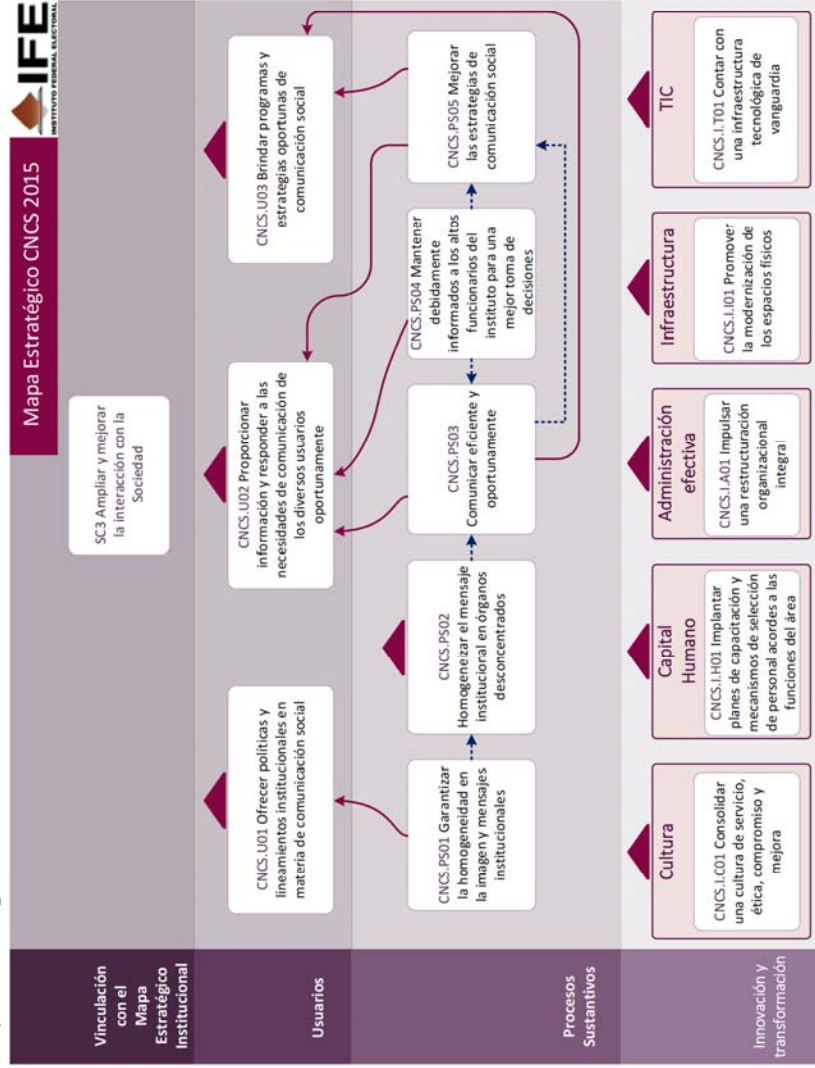 Mapa Estratégico CNCS 2015
IFE
INSTITUTO FEDERAL ELECTORAL
Vinculación
con el
Mapa
Estratégico
Institucional
SC3 Ampliar y mejorar
la interacción con la
Sociedad
Usuarios
CNCS.U01 Ofrecer políticas y
lineamientos institucionales en
materia de comunicación social
CNCS.U02 Proporcionar
información y responder a las
necesidades de comunicación de
los diversos usuarios
oportunamente
CNCS.U03 Brindar programas y
estrategias oportunas de
comunicación social
Procesos
Sustantivos
CNCS.PS01 Garantizar
la homogeneidad en
la imagen y mensajes
institucionales
CNCS.PS02
Homogeneizar el mensaje
institucional en órganos
desconcentrados
CNCS.PS03
Comunicar eficiente y
oportunamente
CNCS.PS04 Mantener
debidamente
informados a los altos
funcionarios del
instituto para una
mejor toma de
decisiones
CNCS.PS05 Mejorar
las estrategias de
comunicación social
Innovación y
transformación
Cultura
CNCS.I.C01 Consolidar
una cultura de servicio,
ética, compromiso y
mejora
Capital
Humano
CNCS.I.H01 Implantar
planes de capacitación y
mecanismos de selección
de personal acordes a las
funciones del área
Administración
efectiva
CNCS.I.A01 Impulsar
una restructuración
organizacional
integral
Infraestructura
CNCS.I.I01 Promover
la modernización de
los espacios físicos
TIC
CNCS.I.T01 Contar con
una infraestructura
tecnológica de
vanguardia